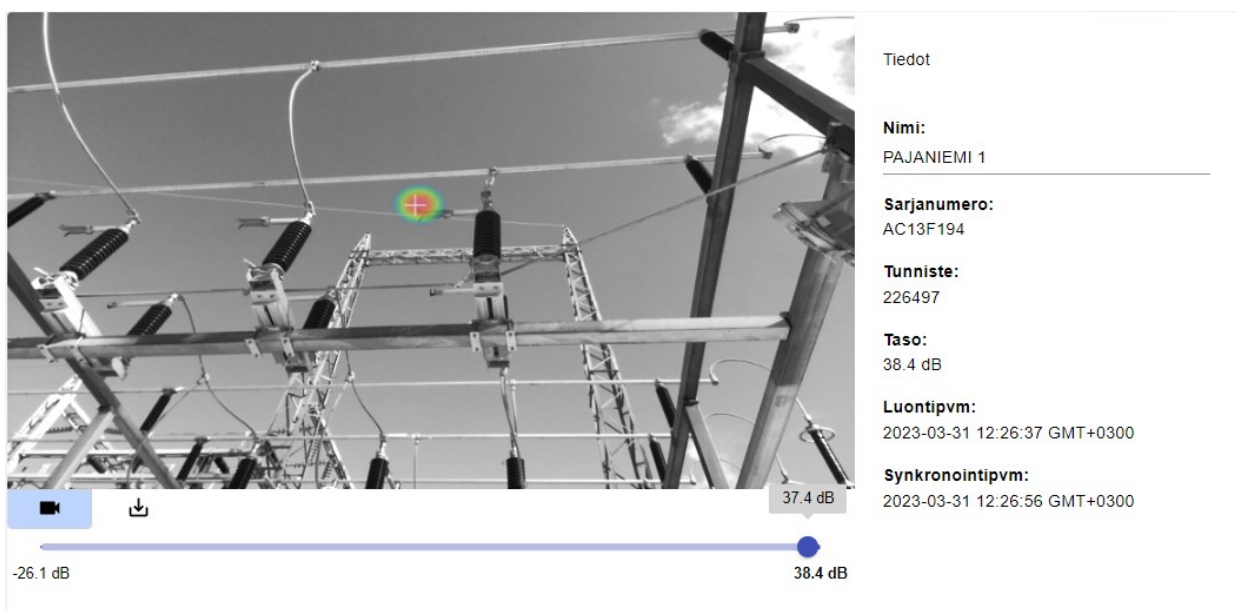 Tiedot
Nimi:
PAJANIEMI 1
Sarjanumero:
AC13F194
Tunniste:
226497
Taso:
38.4 dB
Luontipvm:
2023-03-31 12:26:37 GMT+0300
Synkronointipvm:
2023-03-31 12:26:56 GMT+0300
37.4 dB
-26.1 dB
38.4 dB